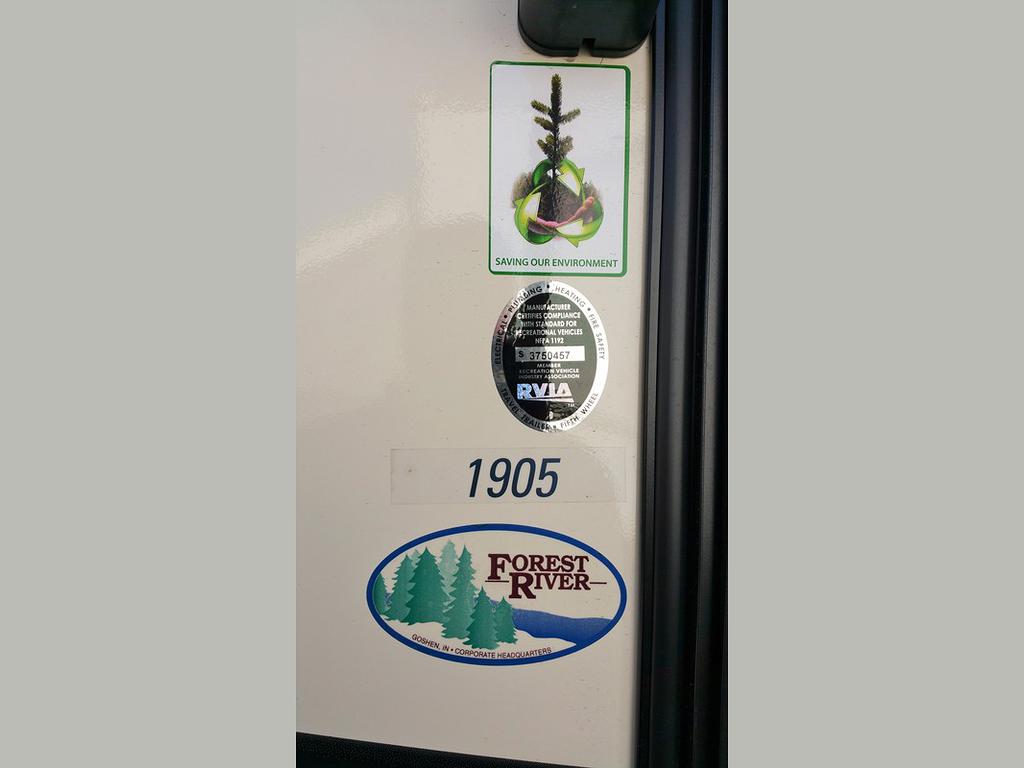 SAVING OUR ENVIRONMENT
ELECTRICAL • PLUMBING • HEATING • FIRE SAFETY
MANUFACTURER
CERTIFIES COMPLIANCE
WITH STANDARD FOR
RECREATIONAL VEHICLES
NFPA 1192
S 3750457
MEMBER
RECREATION VEHICLE
INDUSTRY ASSOCIATION
RVIA
TM
TRAVEL TRAILER • FIFTH WHEEL
1905
FOREST
RIVER
GOSHEN, IN • CORPORATE HEADQUARTERS